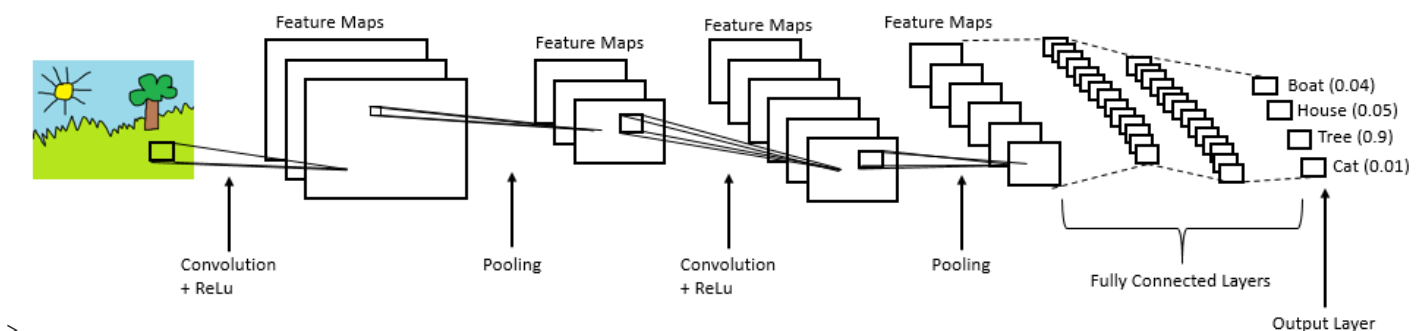 Feature Maps
Feature Maps
Feature Maps
Feature Maps
Boat (0.04)
House (0.05)
Tree (0.9)
Cat (0.01)
Convolution
+ ReLu
Pooling
Convolution
+ ReLu
Pooling
Fully Connected Layers
Output Layer
>